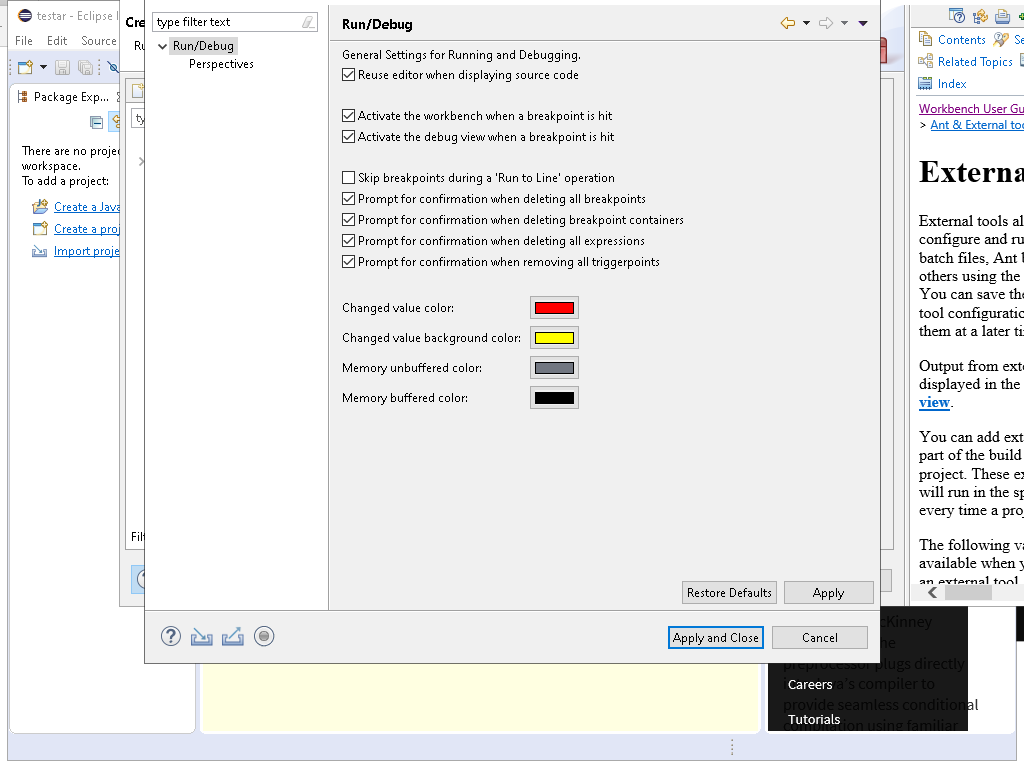 testar - Eclipse I
File Edit Source
Package Exp...
There are no proje
workspace.
To add a project:
Create a Java
Create a proj
Import proje
Cre
Ru
ty
Filt
type filter text
Run/Debug
Perspectives
Run/Debug
General Settings for Running and Debugging.
Reuse editor when displaying source code
Activate the workbench when a breakpoint is hit
Activate the debug view when a breakpoint is hit
Skip breakpoints during a 'Run to Line' operation
Prompt for confirmation when deleting all breakpoints
Prompt for confirmation when deleting breakpoint containers
Prompt for confirmation when deleting all expressions
Prompt for confirmation when removing all triggerpoints
Changed value color:
Changed value background color:
Memory unbuffered color:
Memory buffered color:
Restore Defaults Apply
Apply and Close Cancel
Contents Se
Related Topics
Index
Workbench User Gu
> Ant & External too
Externa
External tools al
configure and ru
batch files, Ant b
others using the
You can save the
tool configuratio
them at a later ti
Output from exte
displayed in the
view.
You can add ext
part of the build
project. These ex
will run in the sp
every time a proj
The following va
available when y
an external tool
cKinney
he
preprocessor plugs directly
a's compiler to
Careers
provide seamless conditional
Tutorials
compilation using familiar